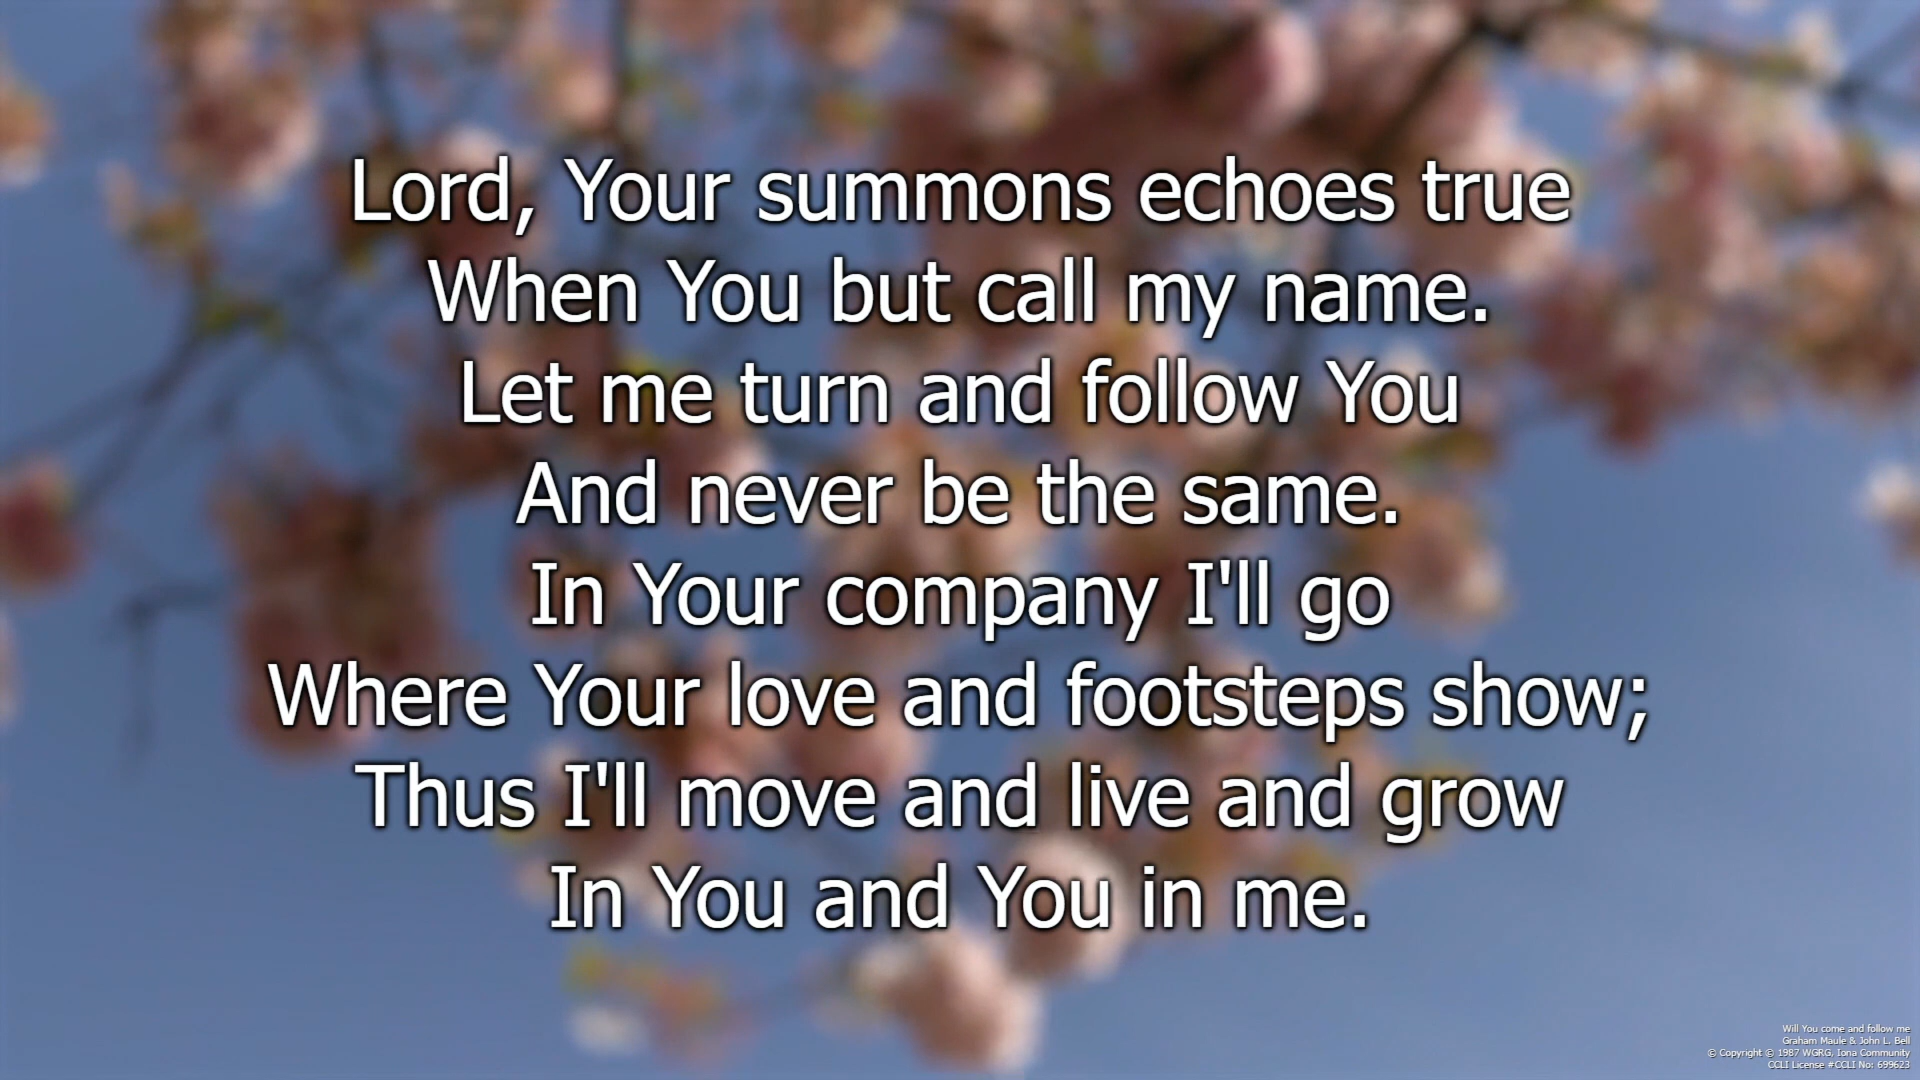 Lord, Your summons echoes true
When You but call my name.
Let me turn and follow You
And never be the same.
In Your company I'll go
Where Your love and footsteps show;
Thus I'll move and live and grow
In You and You in me.
Will You come and follow me
Graham Maule & John L. Bell
© Copyright © 1987 WGRG, Iona Community
CCLI License #CCLI No: 699623